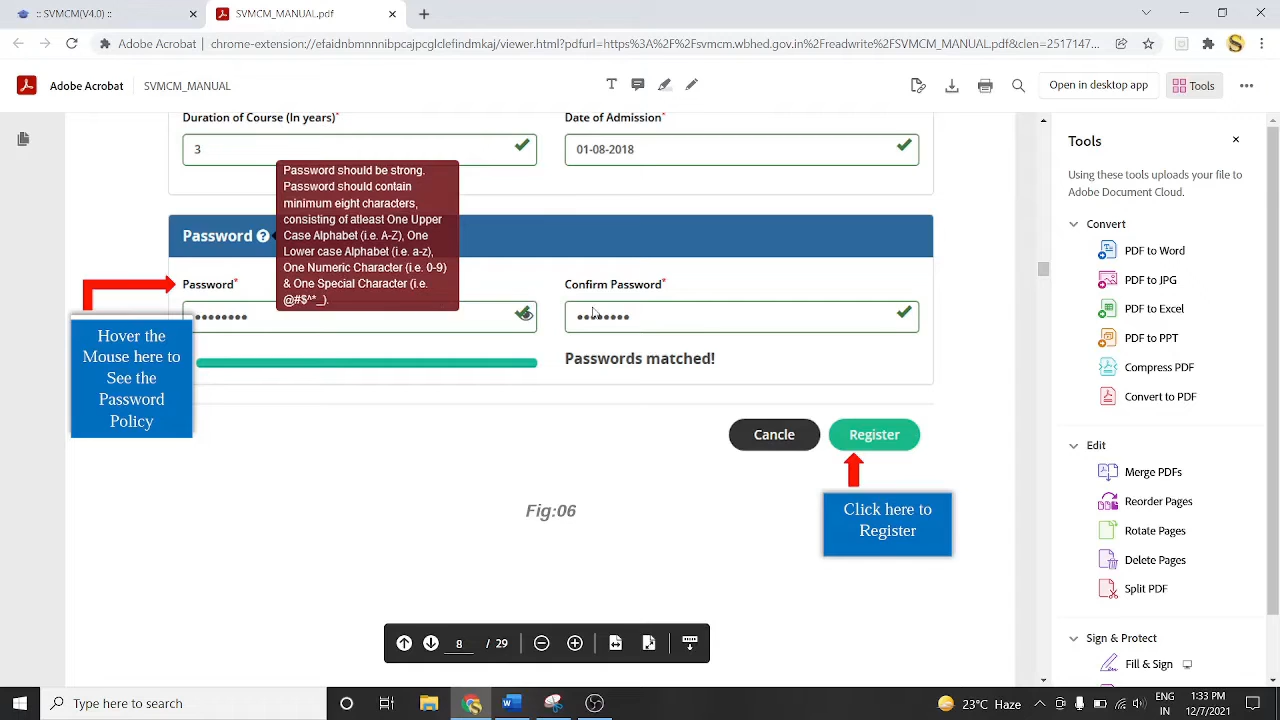 :: SVMCM(V4.0) ::
SVMCM_MANUAL.pdf
Adobe Acrobat | chrome-extension://efaidnbmnnnibpcajpcglclefindmkaj/viewer.html?pdfurl=https%3A%2F%2Fsvmcm.wbhed.gov.in%2Freadwrite%2FSVMCM_MANUAL.pdf&clen=2517147...
Adobe Acrobat
SVMCM_MANUAL
Open in desktop app
Tools
Duration of Course (In years)*
Date of Admission*
3
01-08-2018
Password should be strong.
Password should contain
minimum eight characters,
consisting of atleast One Upper
Case Alphabet (i.e. A-Z), One
Lower case Alphabet (i.e. a-z),
One Numeric Character (i.e. 0-9)
& One Special Character (i.e.
@#$^*_).
Password
Password*
Confirm Password*
Passwords matched!
Hover the
Mouse here to
See the
Password
Policy
Cancle
Register
Click here to
Register
Fig:06
8 / 29
Tools
Using these tools uploads your file to
Adobe Document Cloud.
Convert
PDF to Word
PDF to JPG
PDF to Excel
PDF to PPT
Compress PDF
Convert to PDF
Edit
Merge PDFs
Reorder Pages
Rotate Pages
Delete Pages
Split PDF
Sign & Protect
Fill & Sign
Type here to search
23°C Haze
ENG
IN
1:33 PM
12/7/2021